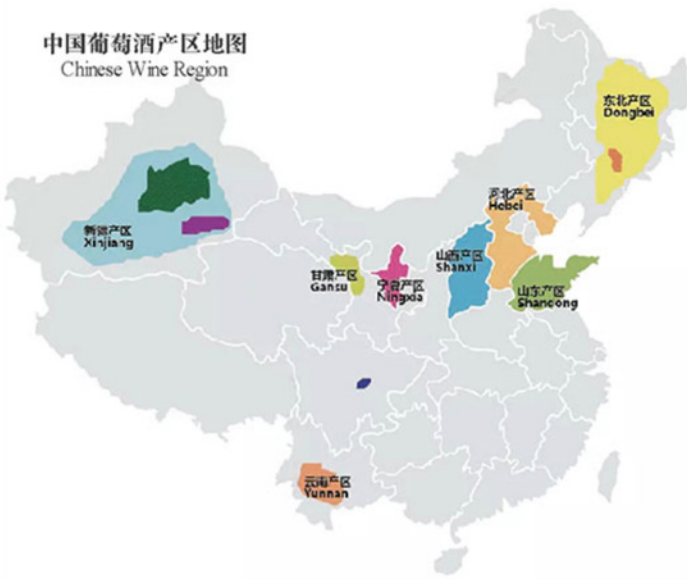 中国葡萄酒产区地图
Chinese Wine Region
东北产区
Dongbei
河北产区
Hebei
新疆产区
Xinjiang
山西产区
Shanxi
甘肃产区
Gansu
宁夏产区
Ningxia
山东产区
Shandong
云南产区
Yunnan